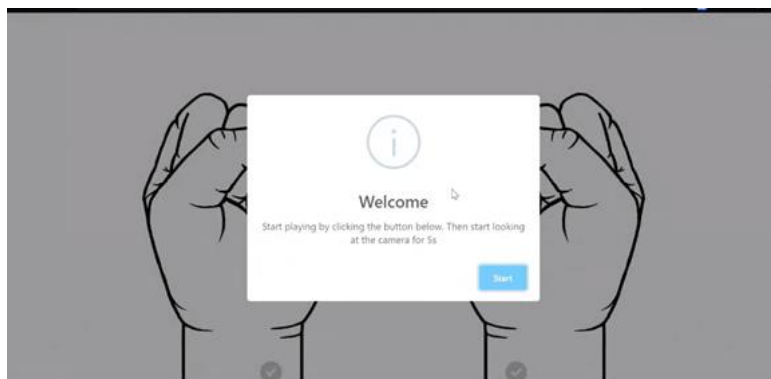 i
Welcome
Start playing by clicking the button below. Then start looking
at the camera for 5s
Start